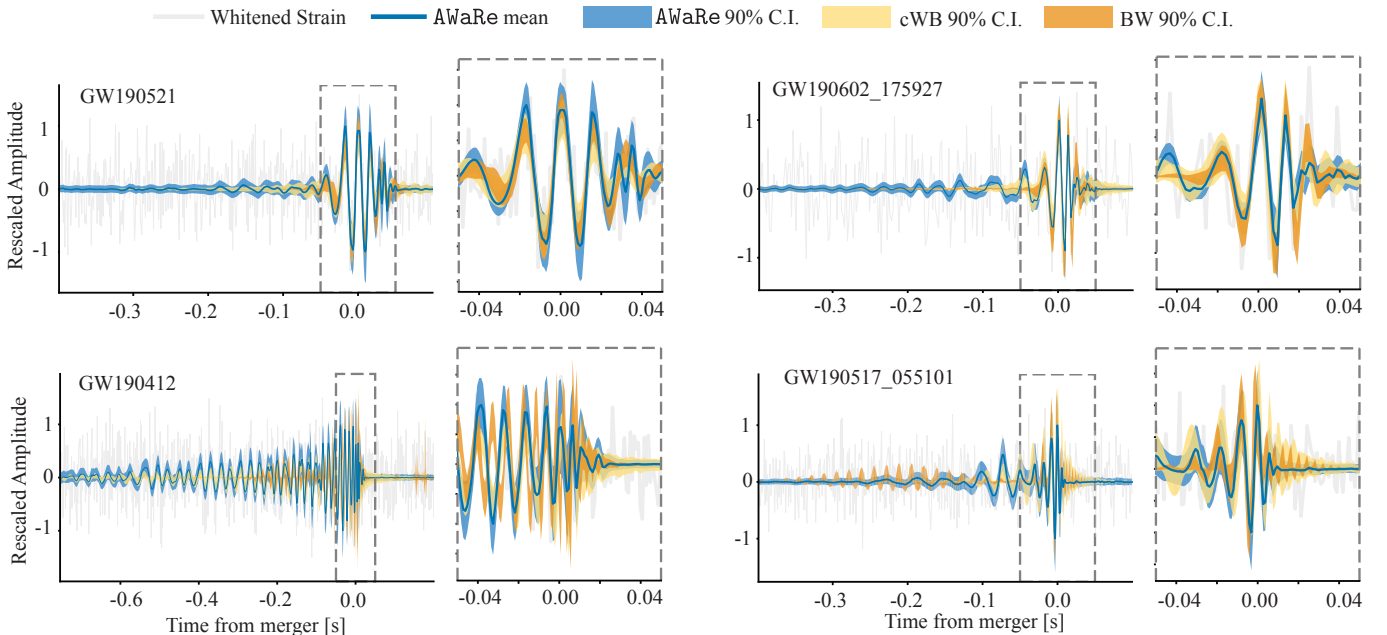 Whitened Strain AWaRe mean AWaRe 90% C.I. cWB 90% C.I. BW 90% C.I.
GW190521
Rescaled Amplitude
1
0
-1
-0.3 -0.2 -0.1 0.0
-0.04 0.00 0.04
GW190602_175927
1
0
-1
-0.3 -0.2 -0.1 0.0
-0.04 0.00 0.04
GW190412
Rescaled Amplitude
1
0
-1
-0.6 -0.4 -0.2 0.0
Time from merger [s]
-0.04 0.00 0.04
GW190517_055101
1
0
-1
-0.3 -0.2 -0.1 0.0
Time from merger [s]
-0.04 0.00 0.04